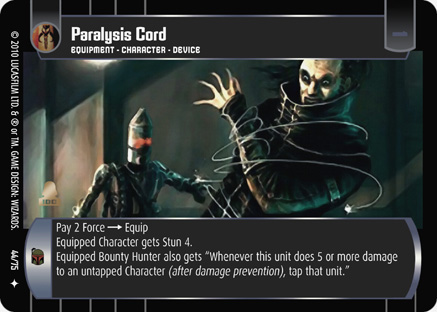 Paralysis Cord
EQUIPMENT - CHARACTER - DEVICE
Pay 2 Force → Equip
Equipped Character gets Stun 4.
Equipped Bounty Hunter also gets "Whenever this unit does 5 or more damage
to an untapped Character (after damage prevention), tap that unit."
© 2010 LUCASFILM LTD. & ® or TM. GAME DESIGN: WIZARDS.
44/75